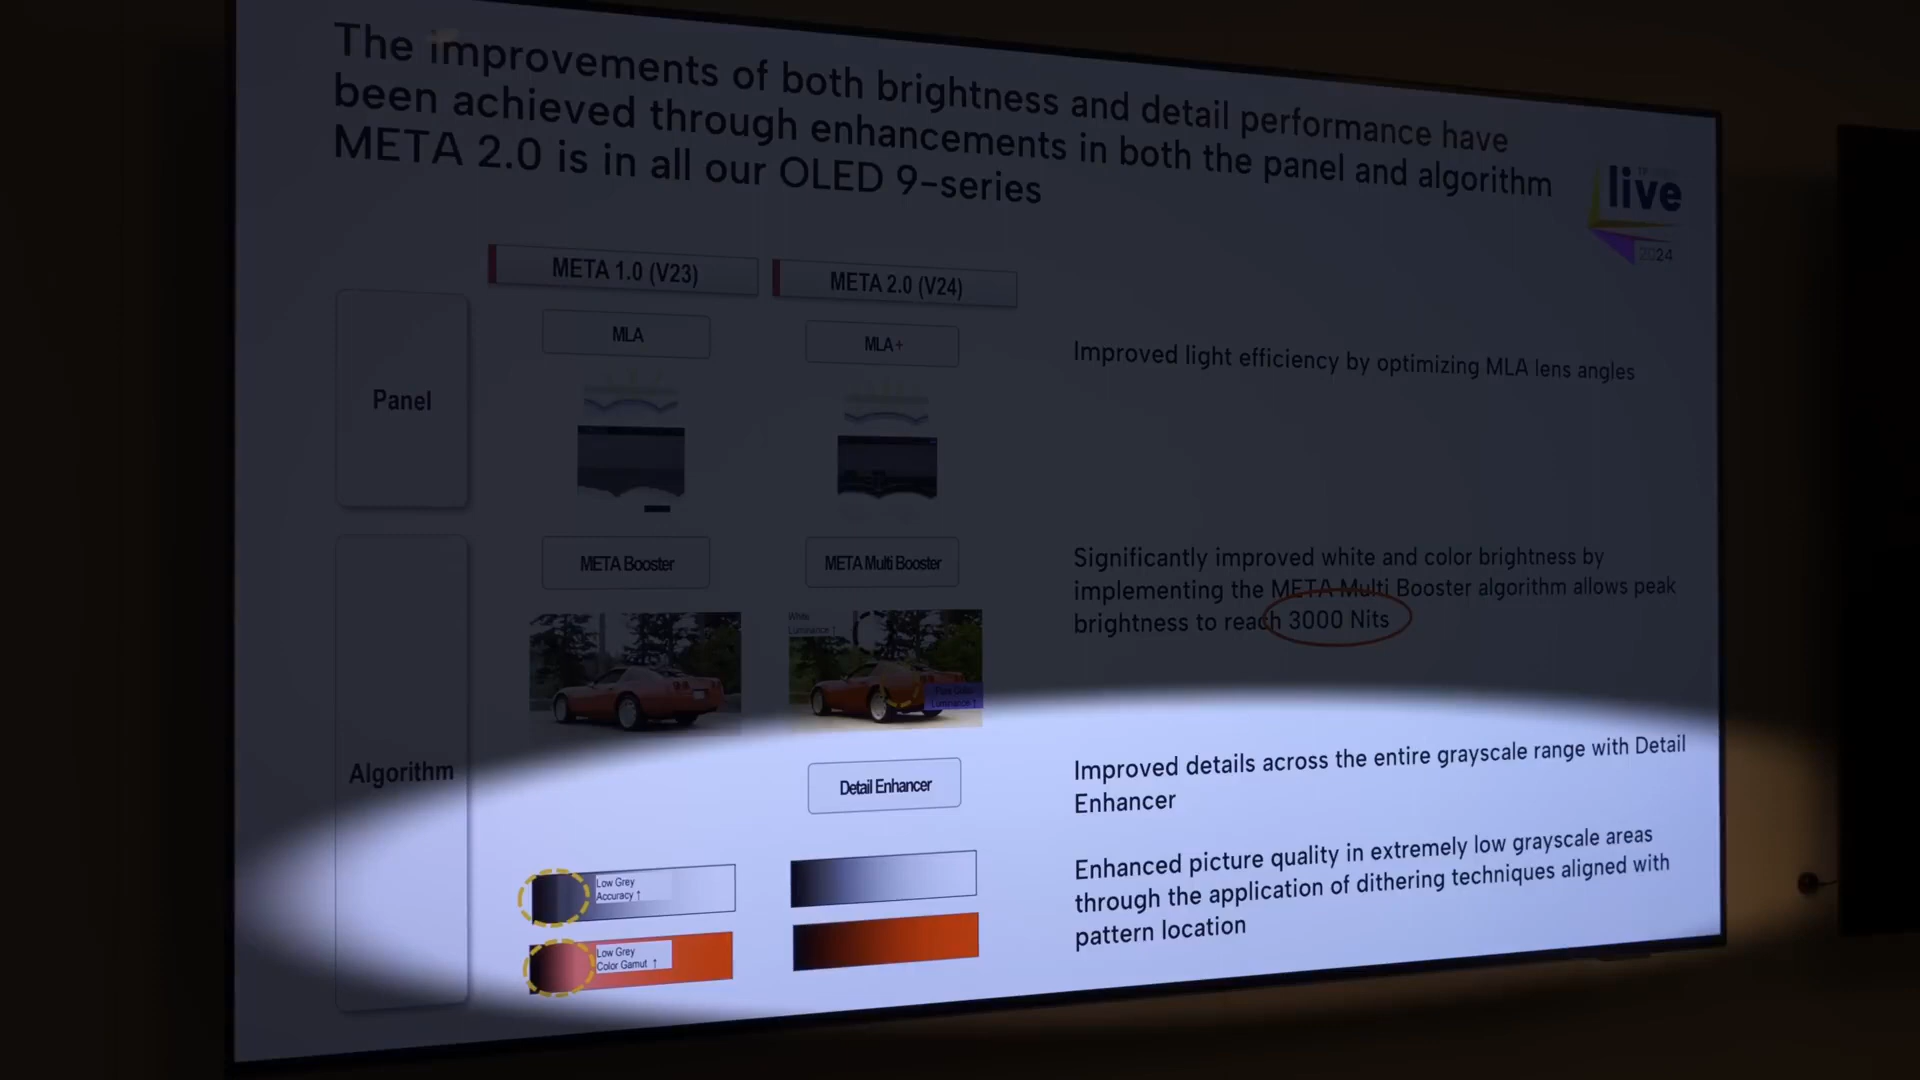 The improvements of both brightness and detail performance have
been achieved through enhancements in both the panel and algorithm
META 2.0 is in all our OLED 9-series
live
2024
META 1.0 (V23)
META 2.0 (V24)
Panel
MLA
MLA+
Improved light efficiency by optimizing MLA lens angles
Algorithm
META Booster
META Multi Booster
Significantly improved white and color brightness by
implementing the META Multi Booster algorithm allows peak
brightness to reach 3000 Nits
White
Luminance ↑
Pure Color
Luminance ↑
Detail Enhancer
Improved details across the entire grayscale range with Detail
Enhancer
Low Grey
Accuracy ↑
Low Grey
Color Gamut ↑
Enhanced picture quality in extremely low grayscale areas
through the application of dithering techniques aligned with
pattern location